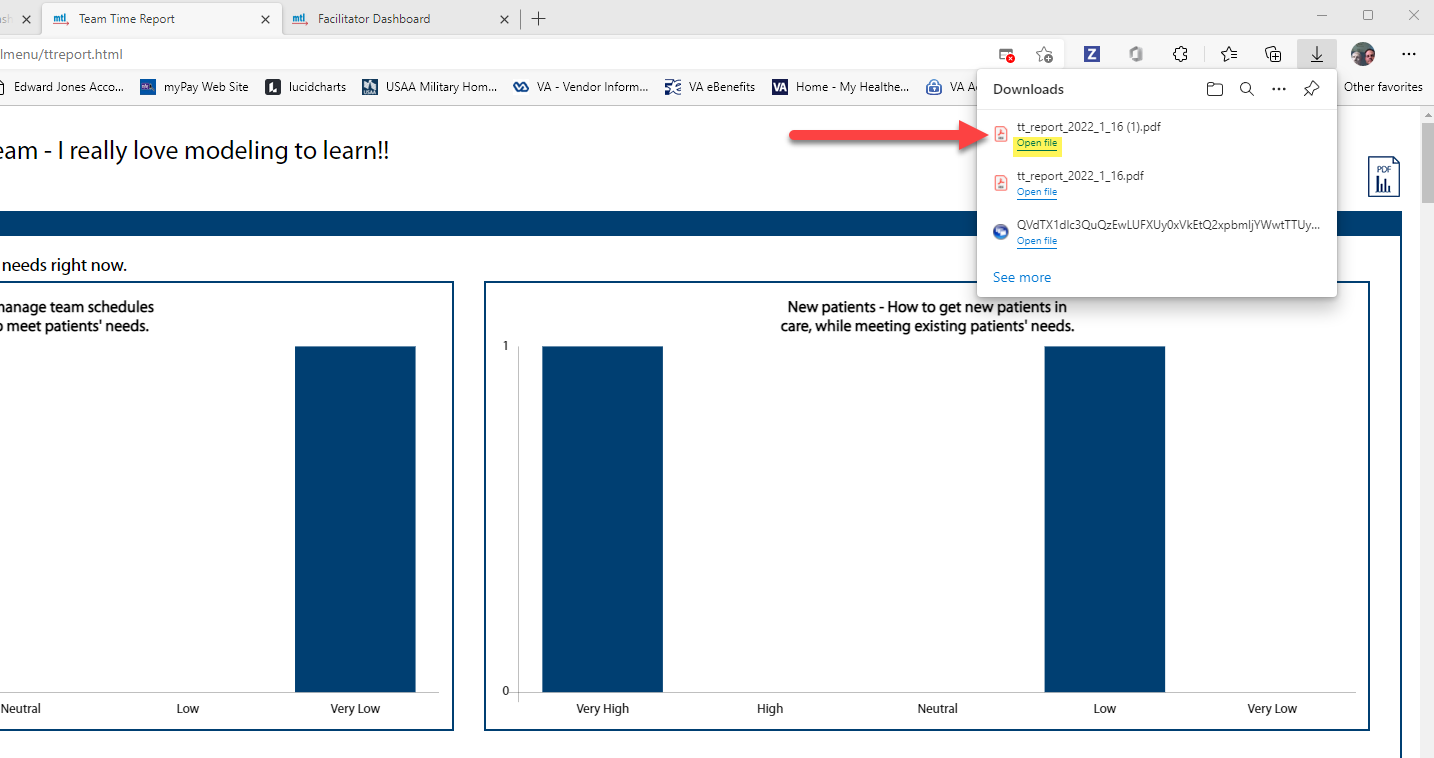 mtl Team Time Report
mtl Facilitator Dashboard
lmenu/ttreport.html
Z
Edward Jones Acco...
myPay Web Site
lucidcharts
USAA Military Hom...
VA - Vendor Inform...
VA eBenefits
VA Home - My Healthe...
VA A
Other favorites
Downloads
tt_report_2022_1_16 (1).pdf
Open file
tt_report_2022_1_16.pdf
Open file
QVdTX1dlc3QuQzEwLUFXUy0xVkEtQ2xpbmljYWwtTTUy...
Open file
See more
eam - I really love modeling to learn!!
PDF
needs right now.
manage team schedules
o meet patients' needs.
Neutral
Low
Very Low
New patients - How to get new patients in
care, while meeting existing patients' needs.
1
0
Very High
High
Neutral
Low
Very Low